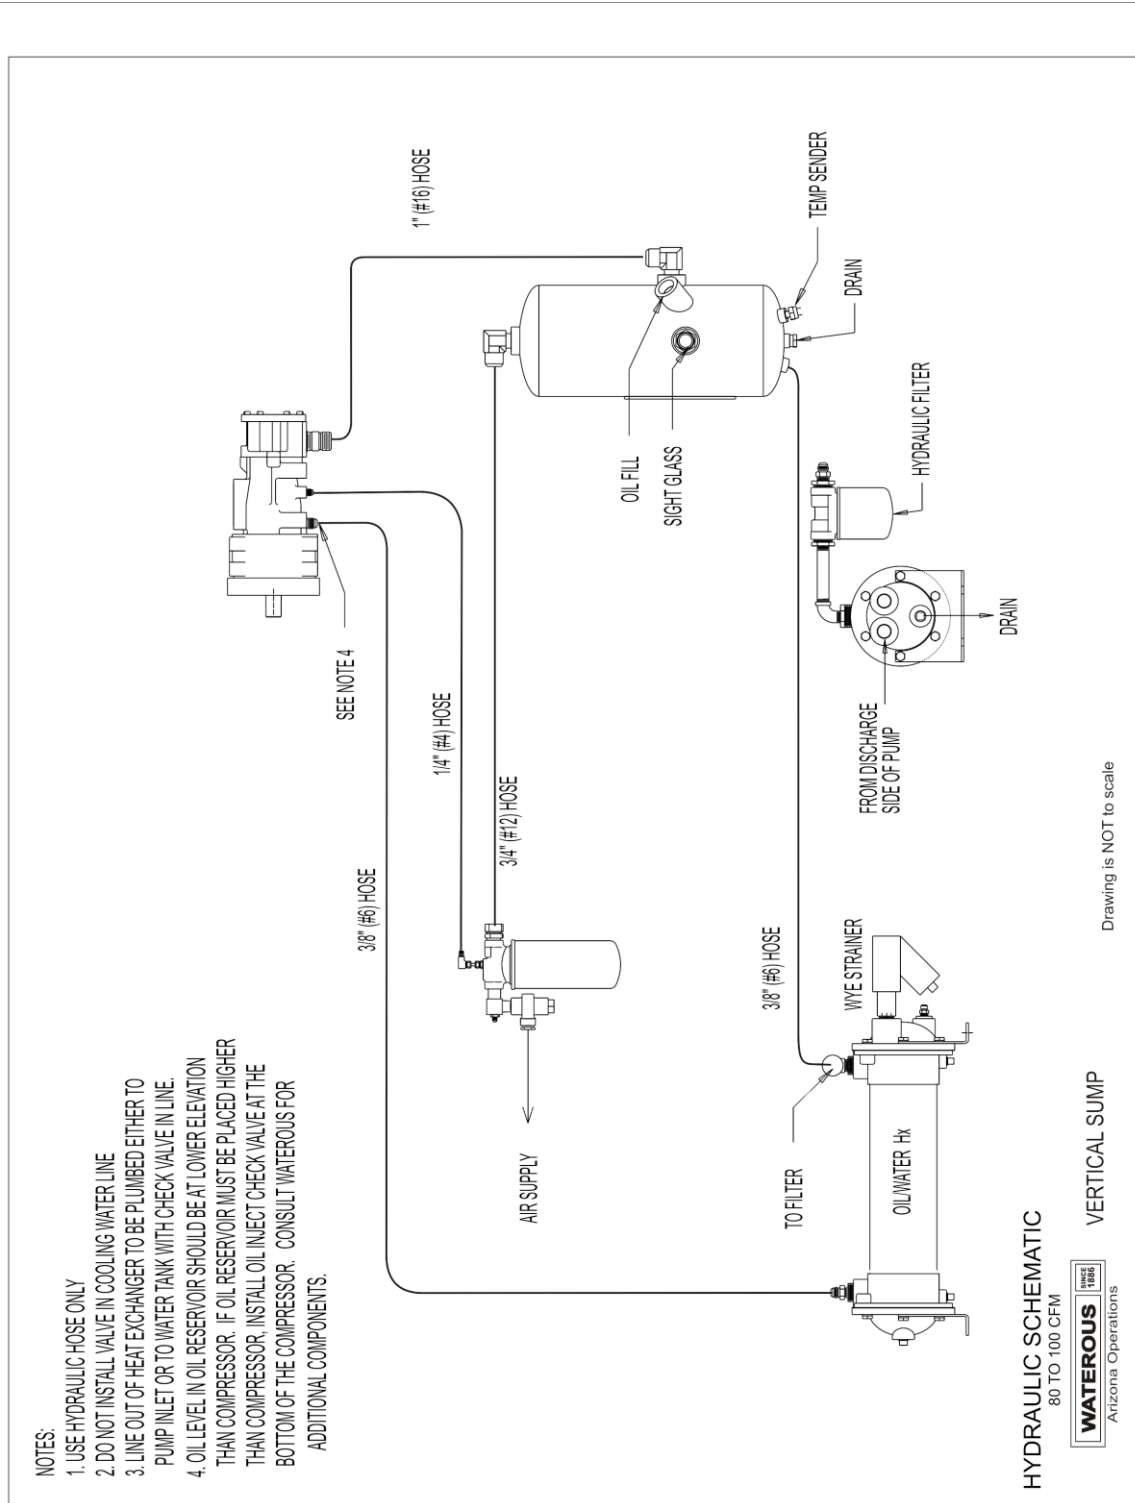 NOTES:
1. USE HYDRAULIC HOSE ONLY
2. DO NOT INSTALL VALVE IN COOLING WATER LINE
3. LINE OUT OF HEAT EXCHANGER TO BE PLUMBED EITHER TO
PUMP INLET OR TO WATER TANK WITH CHECK VALVE IN LINE.
4. OIL LEVEL IN OIL RESERVOIR SHOULD BE AT LOWER ELEVATION
THAN COMPRESSOR. IF OIL RESERVOIR MUST BE PLACED HIGHER
THAN COMPRESSOR, INSTALL OIL INJECT CHECK VALVE AT THE
BOTTOM OF THE COMPRESSOR. CONSULT WATEROUS FOR
ADDITIONAL COMPONENTS.
SEE NOTE 4
3/8" (#6) HOSE
1" (#16) HOSE
1/4" (#4) HOSE
3/4" (#12) HOSE
AIR SUPPLY
OIL FILL
SIGHT GLASS
TEMP SENDER
DRAIN
3/8" (#6) HOSE
TO FILTER
WYE STRAINER
OIL/WATER Hx
FROM DISCHARGE
SIDE OF PUMP
HYDRAULIC FILTER
DRAIN
HYDRAULIC SCHEMATIC
80 TO 100 CFM
WATEROUS
SINCE
1886
Arizona Operations
VERTICAL SUMP
Drawing is NOT to scale